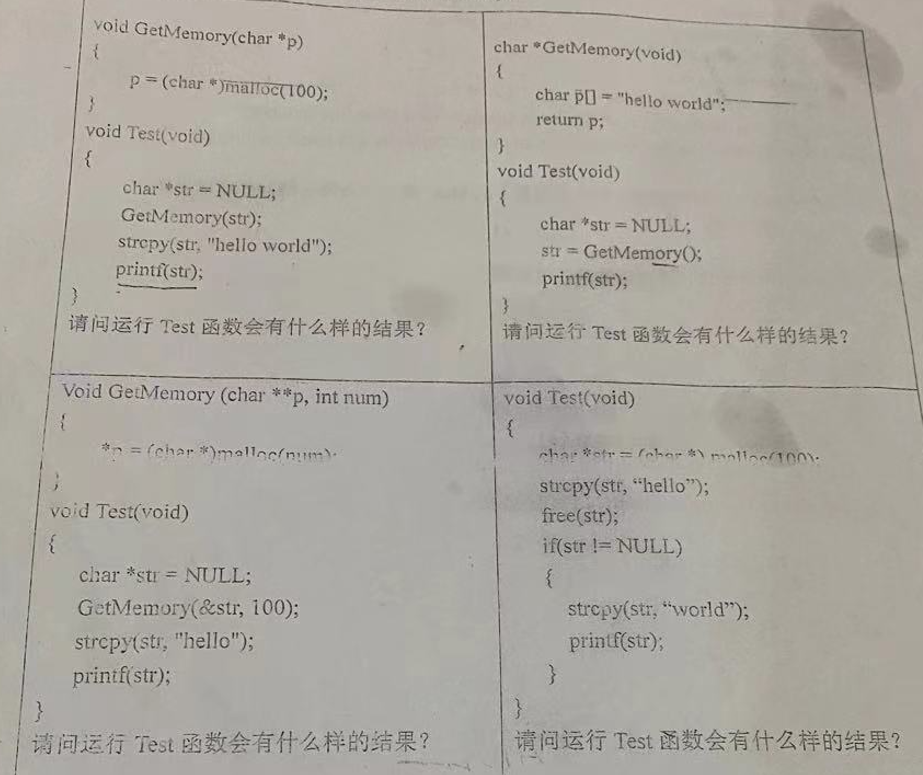 void GetMemory(char *p)
{
p = (char *)malloc(100);
}
void Test(void)
{
char *str = NULL;
GetMemory(str);
strcpy(str, "hello world");
printf(str);
}
请问运行 Test 函数会有什么样的结果?
char *GetMemory(void)
{
char p[] = "hello world";
return p;
}
void Test(void)
{
char *str = NULL;
str = GetMemory();
printf(str);
}
请问运行 Test 函数会有什么样的结果?
Void GetMemory (char **p, int num)
{
*p = (char *)malloc(num);
}
void Test(void)
{
char *str = NULL;
GetMemory(&str, 100);
strcpy(str, "hello");
printf(str);
}
请问运行 Test 函数会有什么样的结果?
void Test(void)
{
char *str = (char *) malloc(100);
strcpy(str, “hello”);
free(str);
if(str != NULL)
{
strcpy(str, “world”);
printf(str);
}
}
请问运行 Test 函数会有什么样的结果?